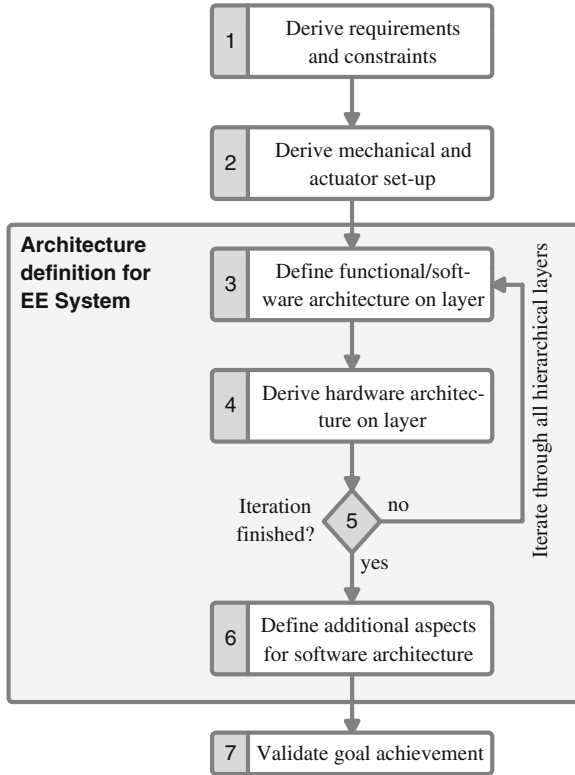 1
Derive requirements
and constraints
2
Derive mechanical and
actuator set-up
Architecture
definition for
EE System
3
Define functional/soft-
ware architecture on layer
4
Derive hardware architec-
ture on layer
Iterate through all hierarchical layers
Iteration
finished?
5
no
yes
6
Define additional aspects
for software architecture
7
Validate goal achievement